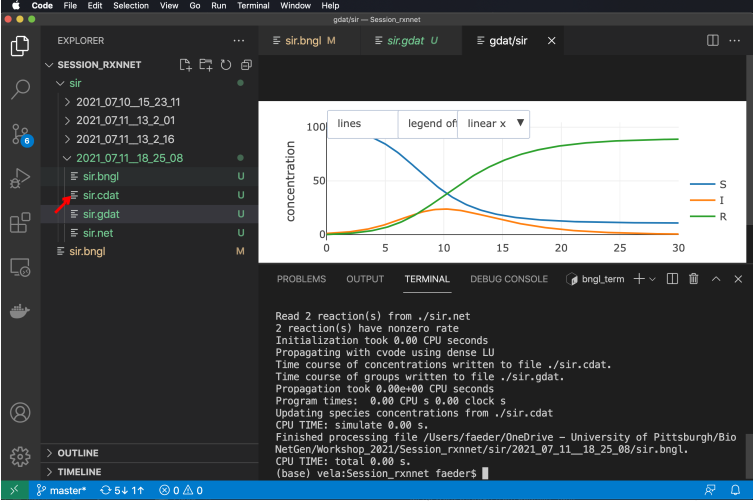 Code File Edit Selection View Go Run Terminal Window Help
gdat/sir — Session_rxnnet
EXPLORER
sir.bngl M
sir.gdat U
gdat/sir
SESSION_RXNNET
sir
2021_07_10__15_23_11
2021_07_11__13_2_01
2021_07_11__13_2_16
2021_07_11__18_25_08
sir.bngl U
sir.cdat U
sir.gdat U
sir.net U
sir.bngl M
6
OUTLINE
TIMELINE
lines
legend off
linear x
concentration
100
50
0
0 5 10 15 20 25 30
S
I
R
PROBLEMS OUTPUT TERMINAL DEBUG CONSOLE bngl_term
Read 2 reaction(s) from ./sir.net
2 reaction(s) have nonzero rate
Initialization took 0.00 CPU seconds
Propagating with cvode using dense LU
Time course of concentrations written to file ./sir.cdat.
Time course of groups written to file ./sir.gdat.
Propagation took 0.00e+00 CPU seconds
Program times:  0.00 CPU s 0.00 clock s
Updating species concentrations from ./sir.cdat
CPU TIME: simulate 0.00 s.
Finished processing file /Users/faeder/OneDrive - University of Pittsburgh/Bio
NetGen/Workshop_2021/Session_rxnnet/sir/2021_07_11__18_25_08/sir.bngl.
CPU TIME: total 0.00 s.
(base) vela:Session_rxnnet faeder$
master* 5↓ 1↑ 0 0